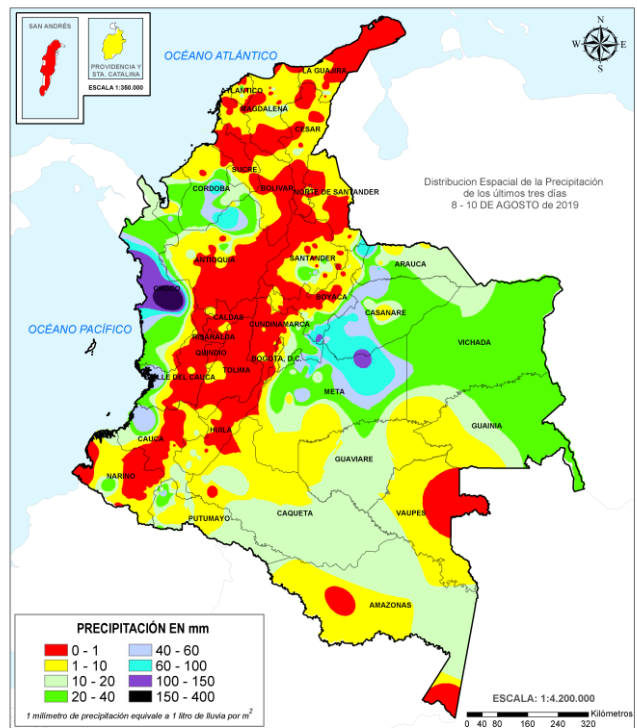 SAN ANDRÉS
PROVIDENCIA Y
STA. CATALINA
ESCALA 1:350.000
OCÉANO ATLÁNTICO
N
W
E
S
LA GUAJIRA
ATLÁNTICO
MAGDALENA
CESAR
SUCRE
CORDOBA
BOLIVAR
NORTE DE SANTANDER
Distribucion Espacial de la Precipitación
de los últimos tres días
8 - 10 DE AGOSTO de 2019
ANTIOQUIA
SANTANDER
ARAUCA
CHOCO
BOYACA
CASANARE
OCÉANO PACÍFICO
CALDAS
CUNDINAMARCA
RISARALDA
VICHADA
QUINDIO
BOGOTA, D.C.
VALLE DEL CAUCA
TOLIMA
META
CAUCA
HUILA
GUAINIA
GUAVIARE
NARIÑO
CAQUETA
VAUPES
PUTUMAYO
AMAZONAS
PRECIPITACIÓN EN mm
0 - 1
40 - 60
1 - 10
60 - 100
10 - 20
100 - 150
20 - 40
150 - 400
1 milímetro de precipitación equivale a 1 litro de lluvia por m2
ESCALA: 1:4.200.000
Kilómetros
0 40 80 160 240 320